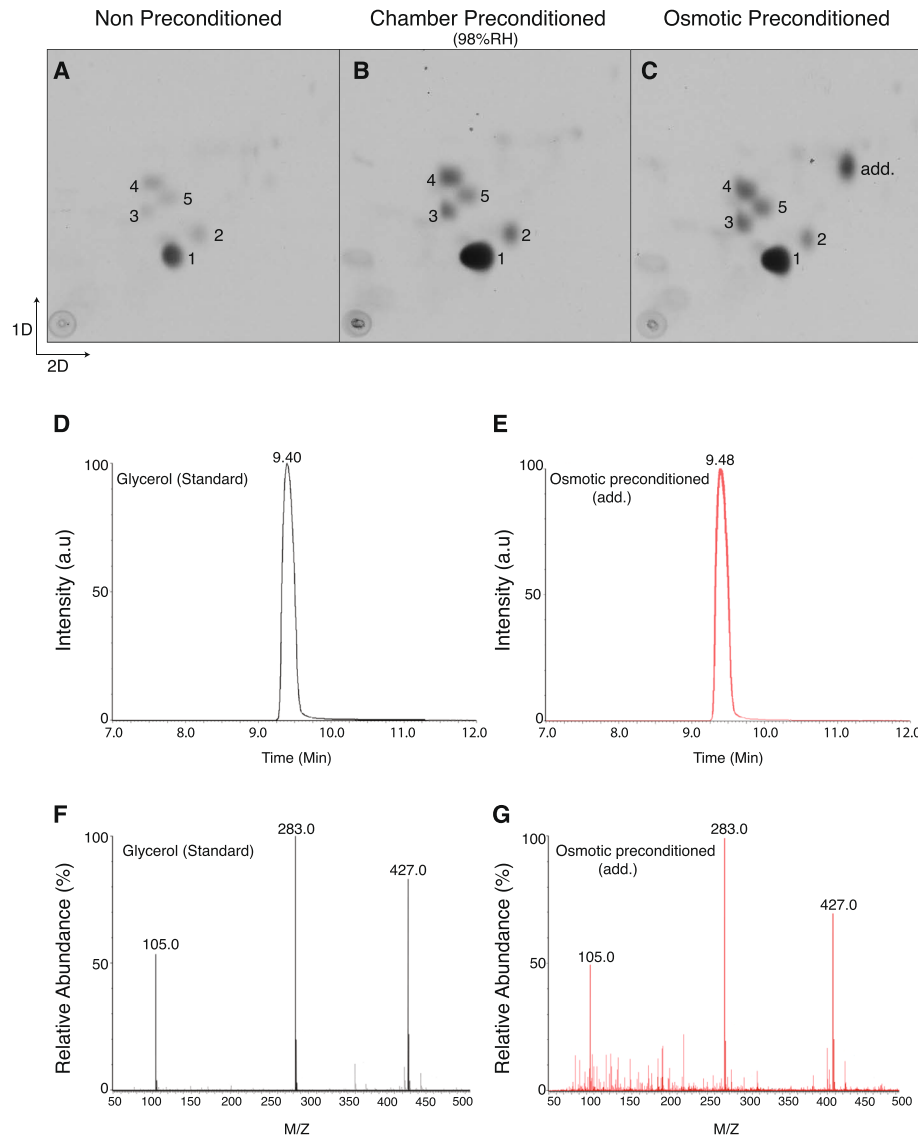 Non Preconditioned
Chamber Preconditioned
(98%RH)
Osmotic Preconditioned
A
4
5
3
2
1
B
4
5
3
2
1
C
add.
4
5
3
2
1
1D
2D
D
9.40
100
Glycerol (Standard)
50
0
Intensity (a.u)
7.0 8.0 9.0 10.0 11.0 12.0
Time (Min)
E
9.48
100
Osmotic preconditioned
(add.)
50
0
Intensity (a.u)
7.0 8.0 9.0 10.0 11.0 12.0
Time (Min)
F
283.0
100
Glycerol (Standard)
427.0
105.0
50
0
Relative Abundance (%)
50 100 150 200 250 300 350 400 450 500
M/Z
G
283.0
100
Osmotic preconditioned
(add.)
427.0
105.0
50
0
Relative Abundance (%)
50 100 150 200 250 300 350 400 450 500
M/Z